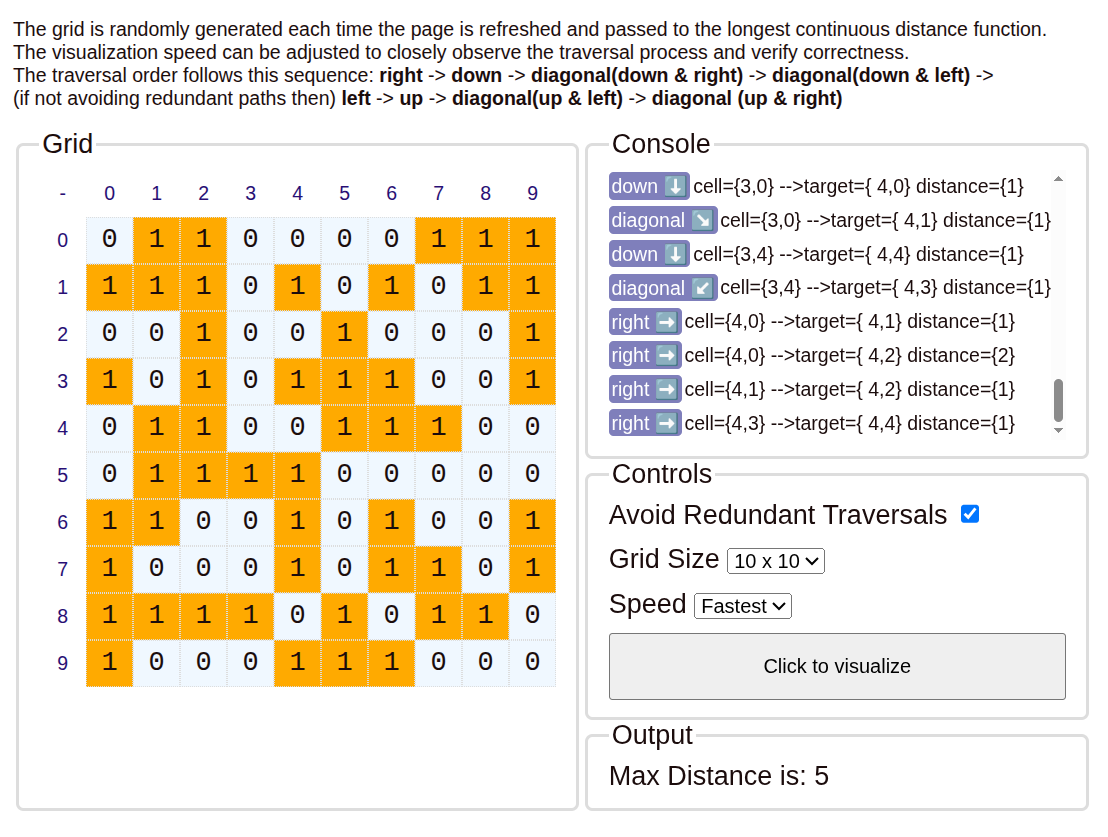 The grid is randomly generated each time the page is refreshed and passed to the longest continuous distance function.
The visualization speed can be adjusted to closely observe the traversal process and verify correctness.
The traversal order follows this sequence: right -> down -> diagonal(down & right) -> diagonal(down & left) ->
(if not avoiding redundant paths then) left -> up -> diagonal(up & left) -> diagonal (up & right)
Grid
- 0 1 2 3 4 5 6 7 8 9
0 0 1 1 0 0 0 0 1 1 1
1 1 1 1 0 1 0 1 0 1 1
2 0 0 1 0 0 1 0 0 0 1
3 1 0 1 0 1 1 1 0 0 1
4 0 1 1 0 0 1 1 1 0 0
5 0 1 1 1 1 0 0 0 0 0
6 1 1 0 0 1 0 1 0 0 1
7 1 0 0 0 1 0 1 1 0 1
8 1 1 1 1 0 1 0 1 1 0
9 1 0 0 0 1 1 1 0 0 0
Console
down ⬇️ cell={3,0} -->target={ 4,0} distance={1}
diagonal ↘️ cell={3,0} -->target={ 4,1} distance={1}
down ⬇️ cell={3,4} -->target={ 4,4} distance={1}
diagonal ↙️ cell={3,4} -->target={ 4,3} distance={1}
right ➡️ cell={4,0} -->target={ 4,1} distance={1}
right ➡️ cell={4,0} -->target={ 4,2} distance={2}
right ➡️ cell={4,1} -->target={ 4,2} distance={1}
right ➡️ cell={4,3} -->target={ 4,4} distance={1}
Controls
Avoid Redundant Traversals
Grid Size 10 x 10
Speed Fastest
Click to visualize
Output
Max Distance is: 5